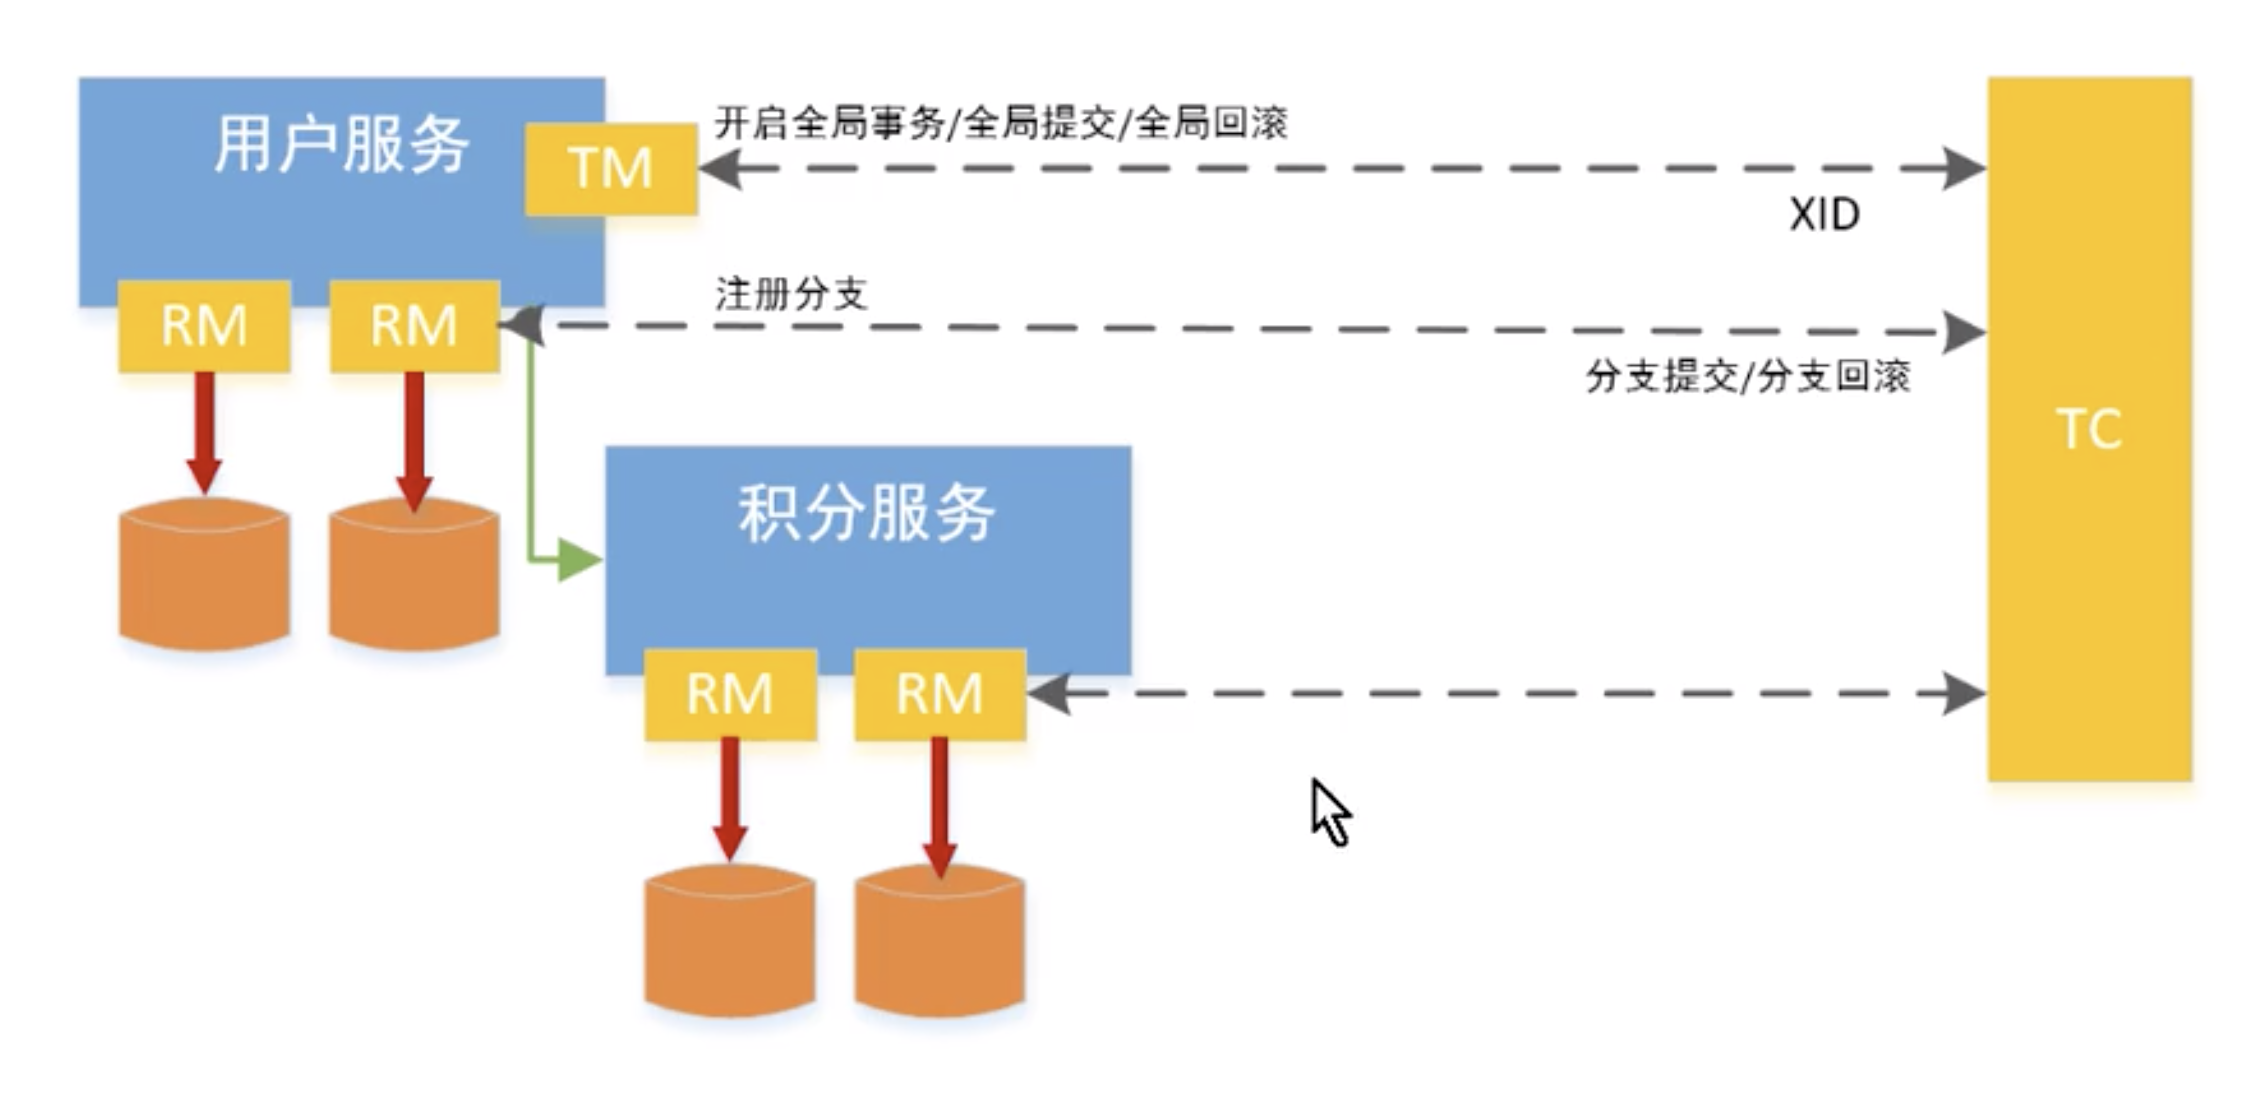 用户服务
TM
开启全局事务/全局提交/全局回滚
XID
RM
RM
注册分支
分支提交/分支回滚
TC
积分服务
RM
RM